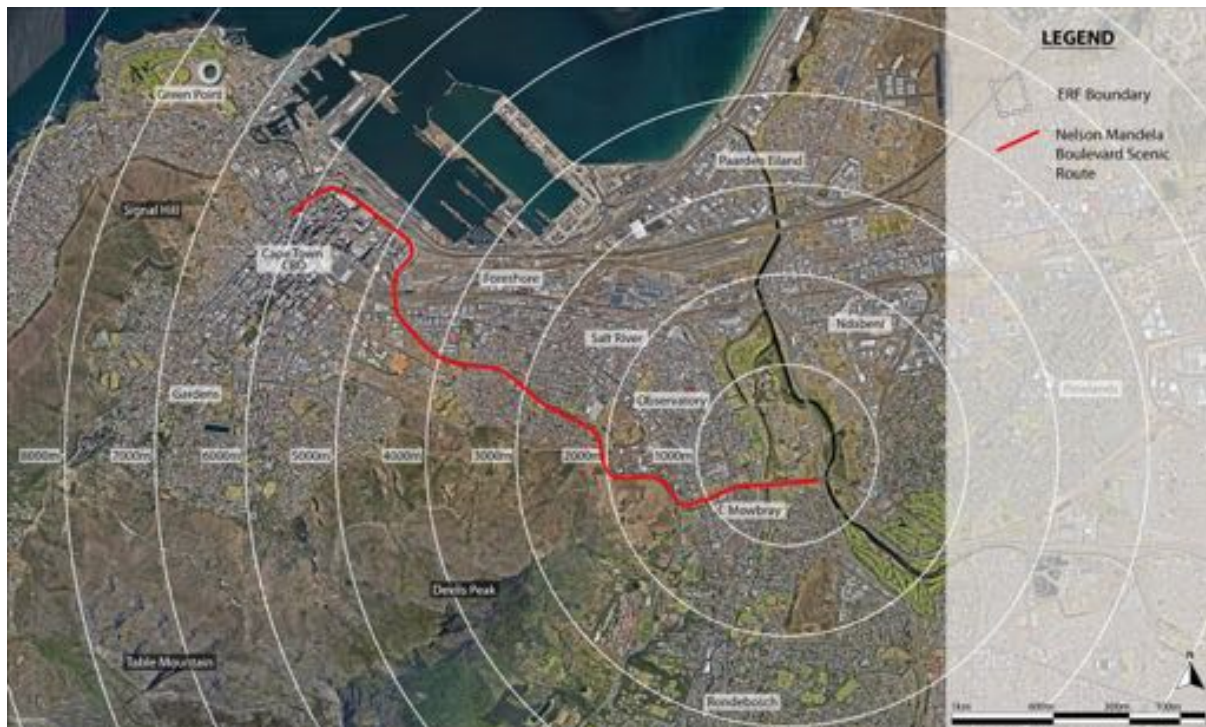 LEGEND
ERF Boundary
Nelson Mandela
Boulevard Scenic
Route
Green Point
Paarden Eiland
Signal Hill
Cape Town
CBD
Foreshore
Salt River
Ndabeni
Gardens
Observatory
8000m
7000m
6000m
5000m
4000m
3000m
2000m
1000m
Mowbray
Devils Peak
Table Mountain
Rondebosch
N